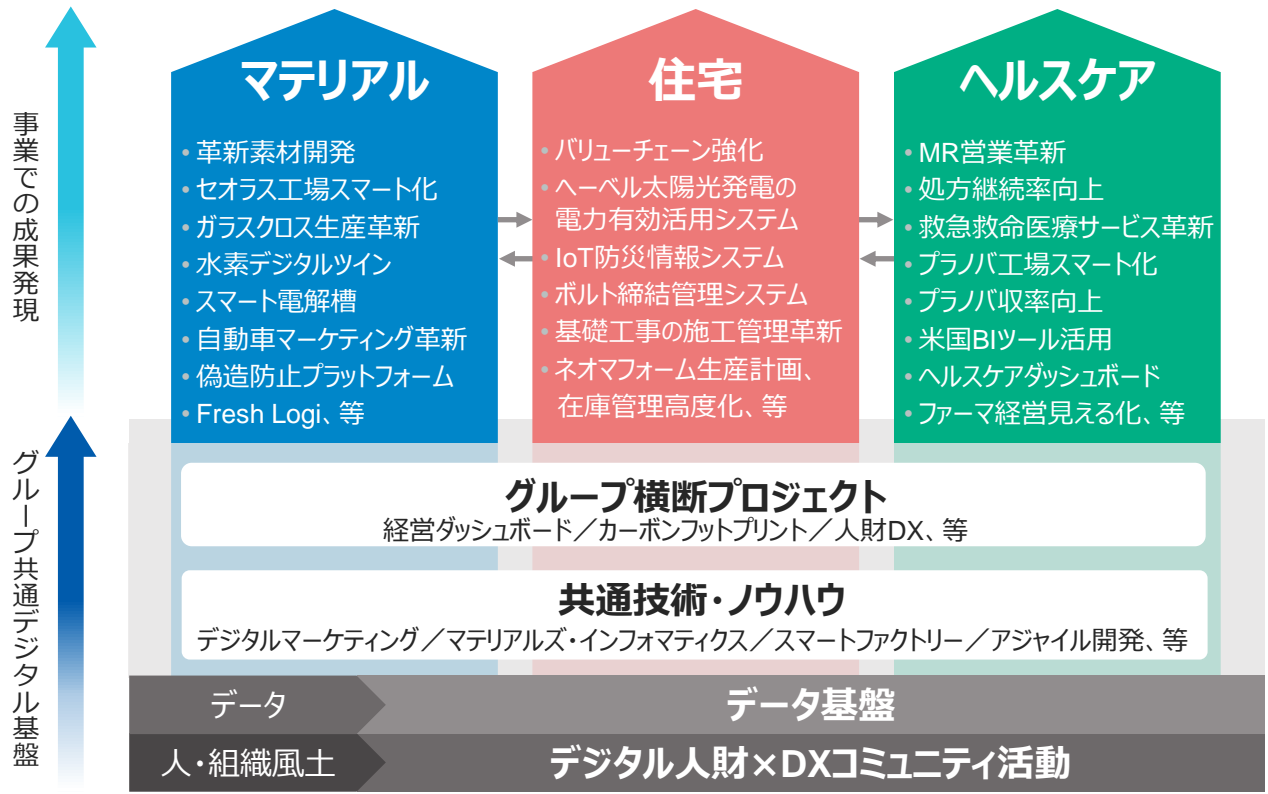 事業での成果発現
グループ共通デジタル基盤
マテリアル
・革新素材開発
・セオラス工場スマート化
・ガラスクロス生産革新
・水素デジタルツイン
・スマート電解槽
・自動車マーケティング革新
・偽造防止プラットフォーム
・Fresh Logi、等
住宅
・バリューチェーン強化
・ヘーベル太陽光発電の
電力有効活用システム
・IoT防災情報システム
・ボルト締結管理システム
・基礎工事の施工管理革新
・ネオマフォーム生産計画、
在庫管理高度化、等
ヘルスケア
・MR営業革新
・処方継続率向上
・救急救命医療サービス革新
・プラノバ工場スマート化
・プラノバ収率向上
・米国BIツール活用
・ヘルスケアダッシュボード
・ファーマ経営見える化、等
グループ横断プロジェクト
経営ダッシュボード／カーボンフットプリント／人財DX、等
共通技術・ノウハウ
デジタルマーケティング／マテリアルズ・インフォマティクス／スマートファクトリー／アジャイル開発、等
データ
データ基盤
人・組織風土
デジタル人財×DXコミュニティ活動